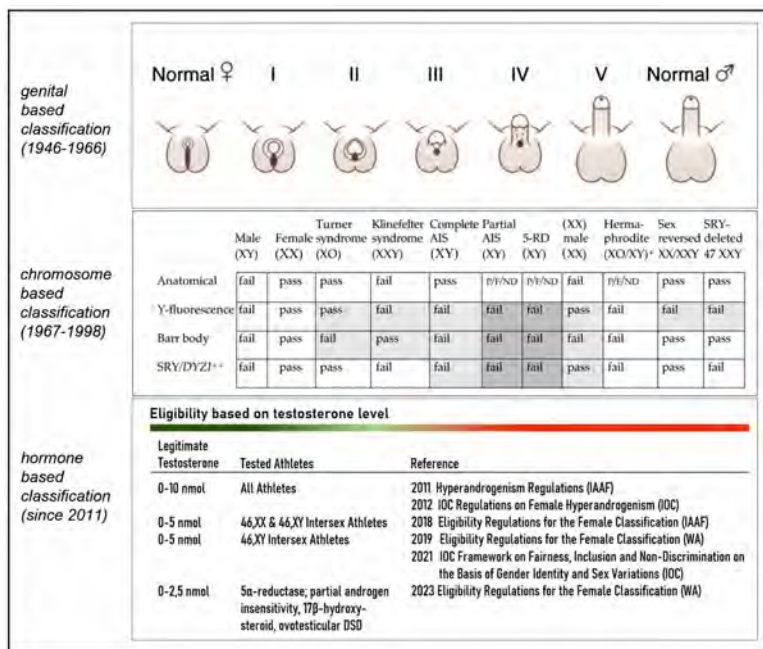 genital
based
classification
(1946-1966)
Normal ♀ I II III IV V Normal ♂
chromosome
based
classification
(1967-1998)
Male
(XY)
Female
(XX)
Turner
syndrome
(XO)
Klinefelter
syndrome
(XXY)
Complete
AIS
(XY)
Partial
AIS
(XY)
5-RD
(XY)
(XX)
male
(XX)
Herma-
phrodite
(XO/XY)+
Sex
reversed
XX/XXY
SRY-
deleted
47 XXY
Anatomical fail pass pass fail pass P/F/ND P/F/ND fail P/F/ND pass pass
Y-fluorescence fail pass pass fail fail fail fail pass fail fail fail
Barr body fail pass fail pass fail fail fail fail fail pass pass
SRY/DYZI++ fail pass pass fail fail fail fail pass fail pass fail
hormone
based
classification
(since 2011)
Eligibility based on testosterone level
Legitimate
Testosterone Tested Athletes Reference
0-10 nmol All Athletes 2011 Hyperandrogenism Regulations (IAAF)
2012 IOC Regulations on Female Hyperandrogenism (IOC)
0-5 nmol 46,XX & 46,XY Intersex Athletes 2018 Eligibility Regulations for the Female Classification (IAAF)
0-5 nmol 46,XY Intersex Athletes 2019 Eligibility Regulations for the Female Classification (WA)
2021 IOC Framework on Fairness, Inclusion and Non-Discrimination on
the Basis of Gender Identity and Sex Variations (IOC)
0-2,5 nmol 5α-reductase; partial androgen 2023 Eligibility Regulations for the Female Classification (WA)
insensitivity, 17β-hydroxy-
steroid, ovotesticular DSD